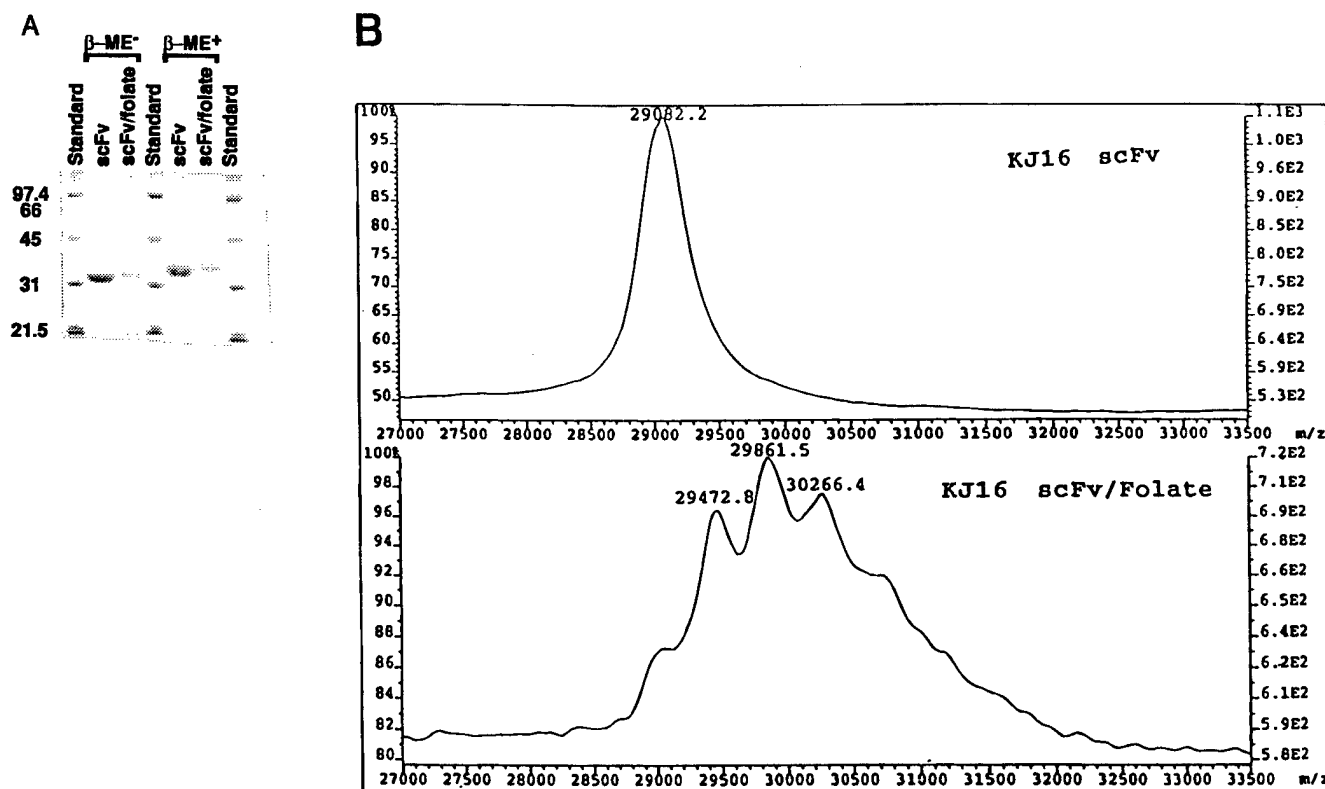 A
β-ME⁻ β-ME⁺
Standard scFv scFv/folate Standard scFv scFv/folate Standard
97.4
66
45
31
21.5
B
KJ16 scFv
29082.2
100%
95
90
85
80
75
70
65
60
55
50
1.1E3
1.0E3
9.6E2
9.0E2
8.5E2
8.0E2
7.5E2
6.9E2
6.4E2
5.9E2
5.3E2
27000 27500 28000 28500 29000 29500 30000 30500 31000 31500 32000 32500 33000 33500 m/z
KJ16 scFv/Folate
29472.8
29861.5
30266.4
100%
98
96
94
92
90
88
86
84
82
80
7.2E2
7.0E2
6.9E2
6.8E2
6.6E2
6.5E2
6.4E2
6.2E2
6.1E2
5.9E2
5.8E2
27000 27500 28000 28500 29000 29500 30000 30500 31000 31500 32000 32500 33000 33500 m/z